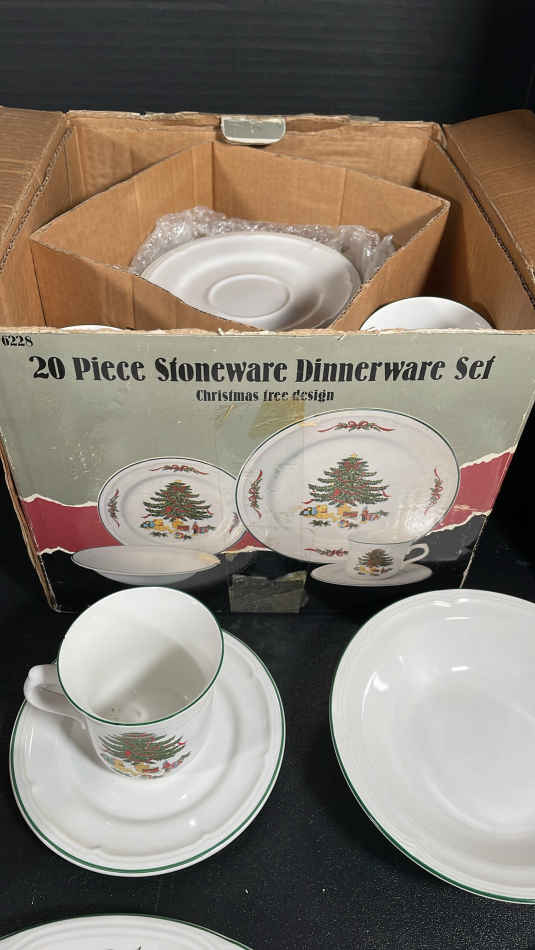 6228
20 Piece Stoneware Dinnerware Set
Christmas tree design